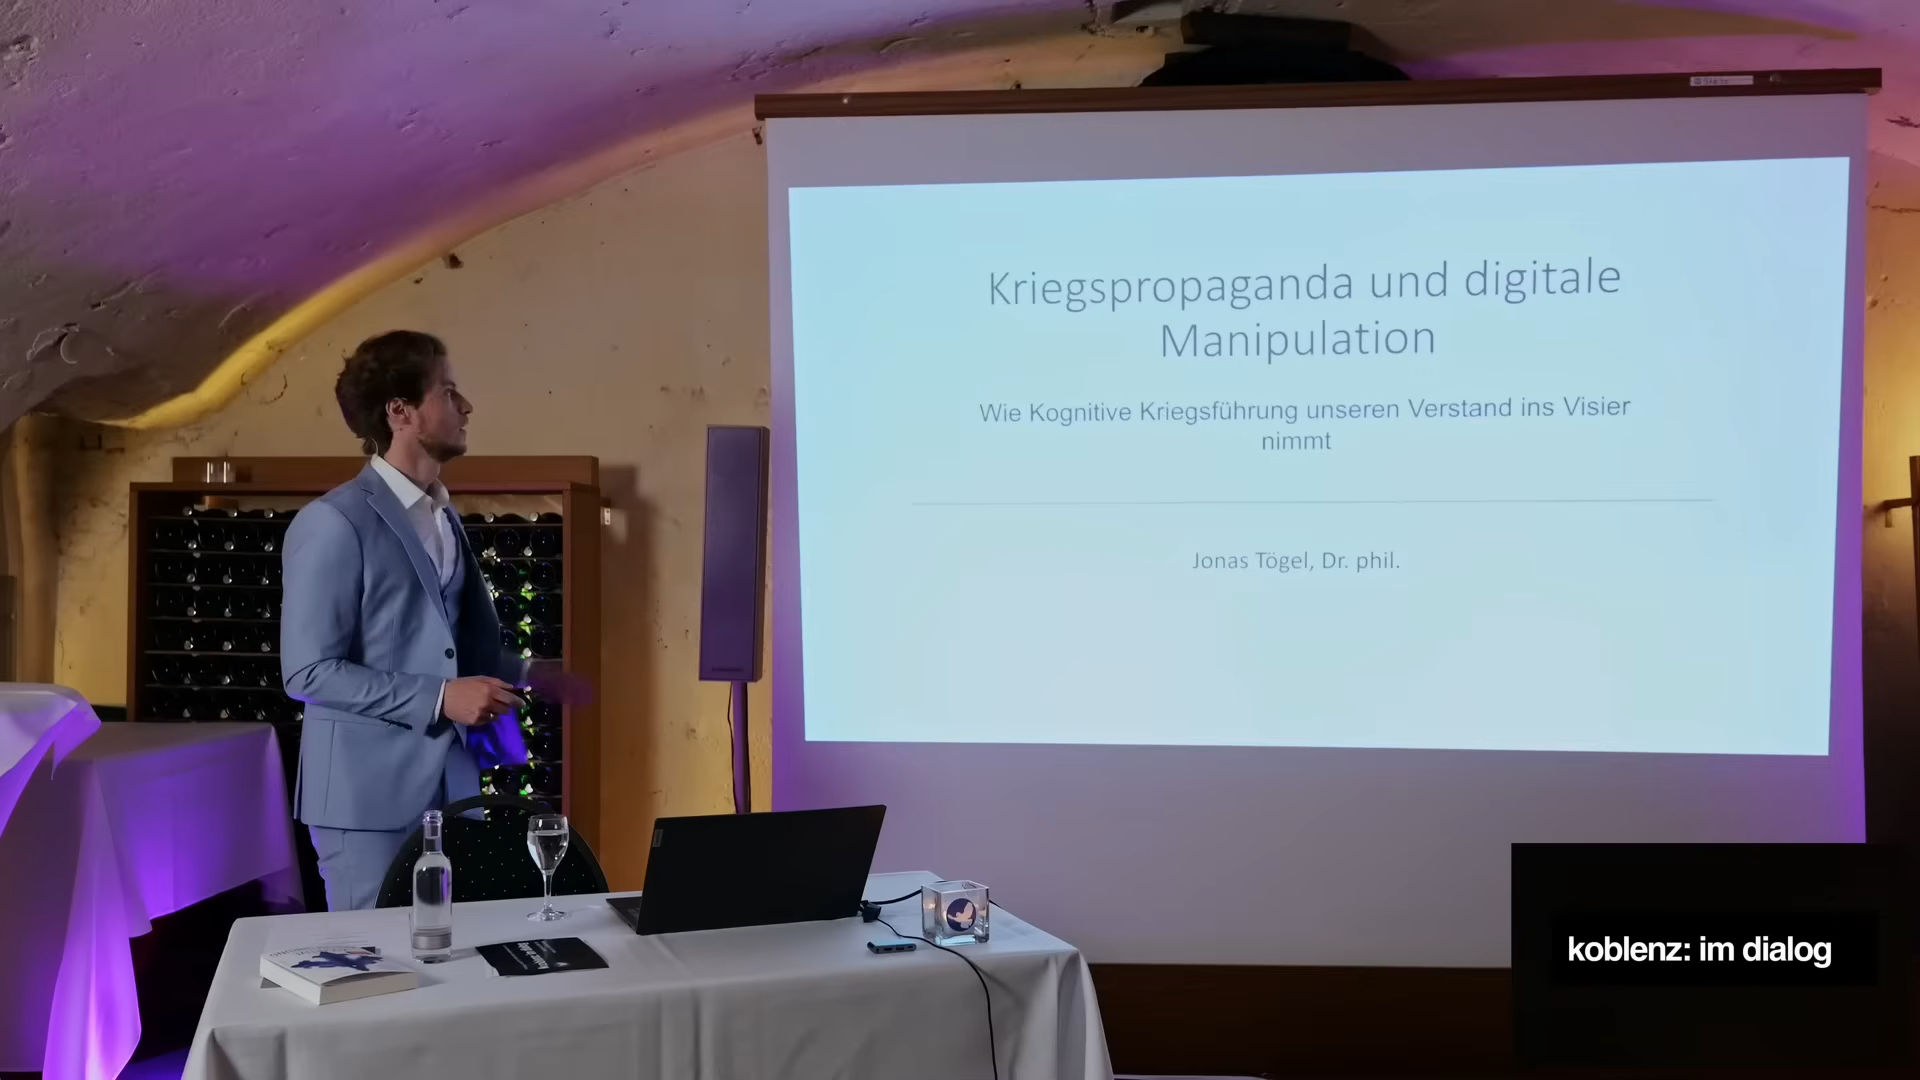 Kriegspropaganda und digitale
Manipulation
Wie Kognitive Kriegsführung unseren Verstand ins Visier
nimmt
Jonas Tögel, Dr. phil.
koblenz: im dialog